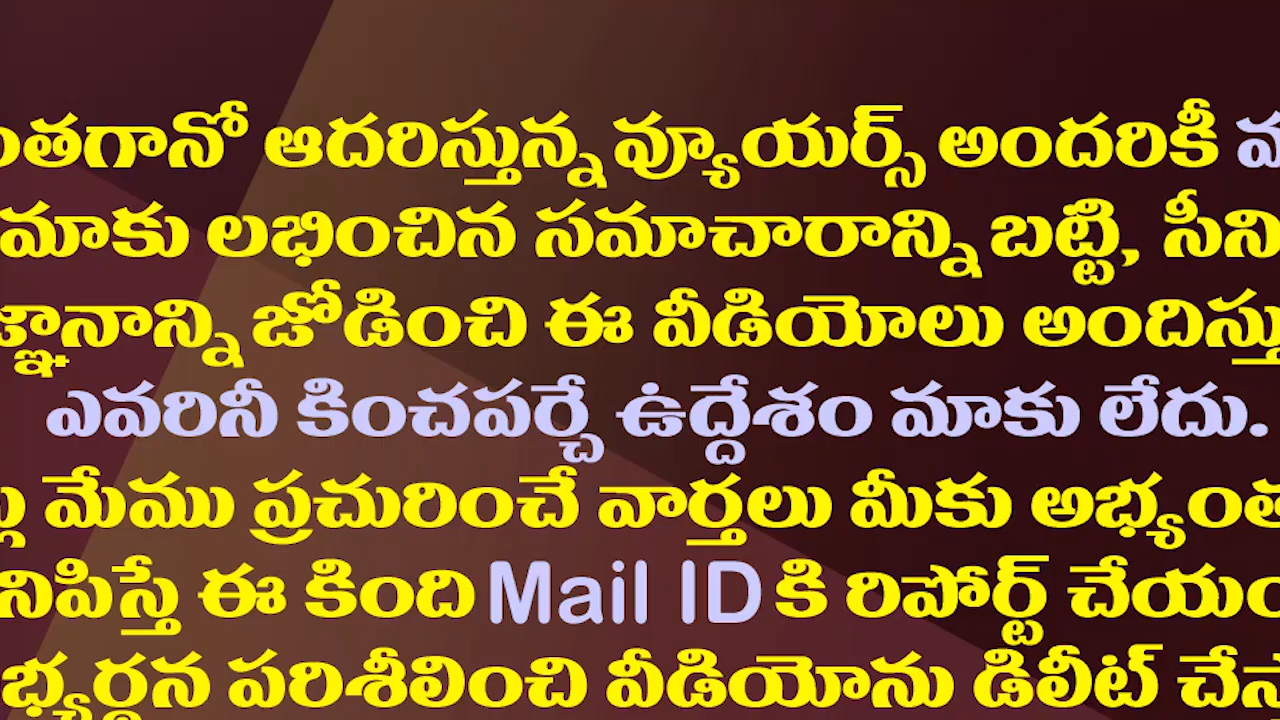 ంతగానో ఆదరిస్తున్న వ్యూయర్స్ అందరికీ
మాకు లభించిన సమాచారాన్ని బట్టి, సీని
జ్ఞానాన్ని జోడించి ఈ వీడియోలు అందిస్తు
ఎవరినీ కించపర్చే ఉద్దేశం మాకు లేదు.
మేము ప్రచురించే వార్తలు మీకు అభ్యంత
నిపిస్తే ఈ కింది Mail ID కి రిపోర్ట్ చేయం
భ్యర్థన పరిశీలించి వీడియోను డిలీట్ చేస